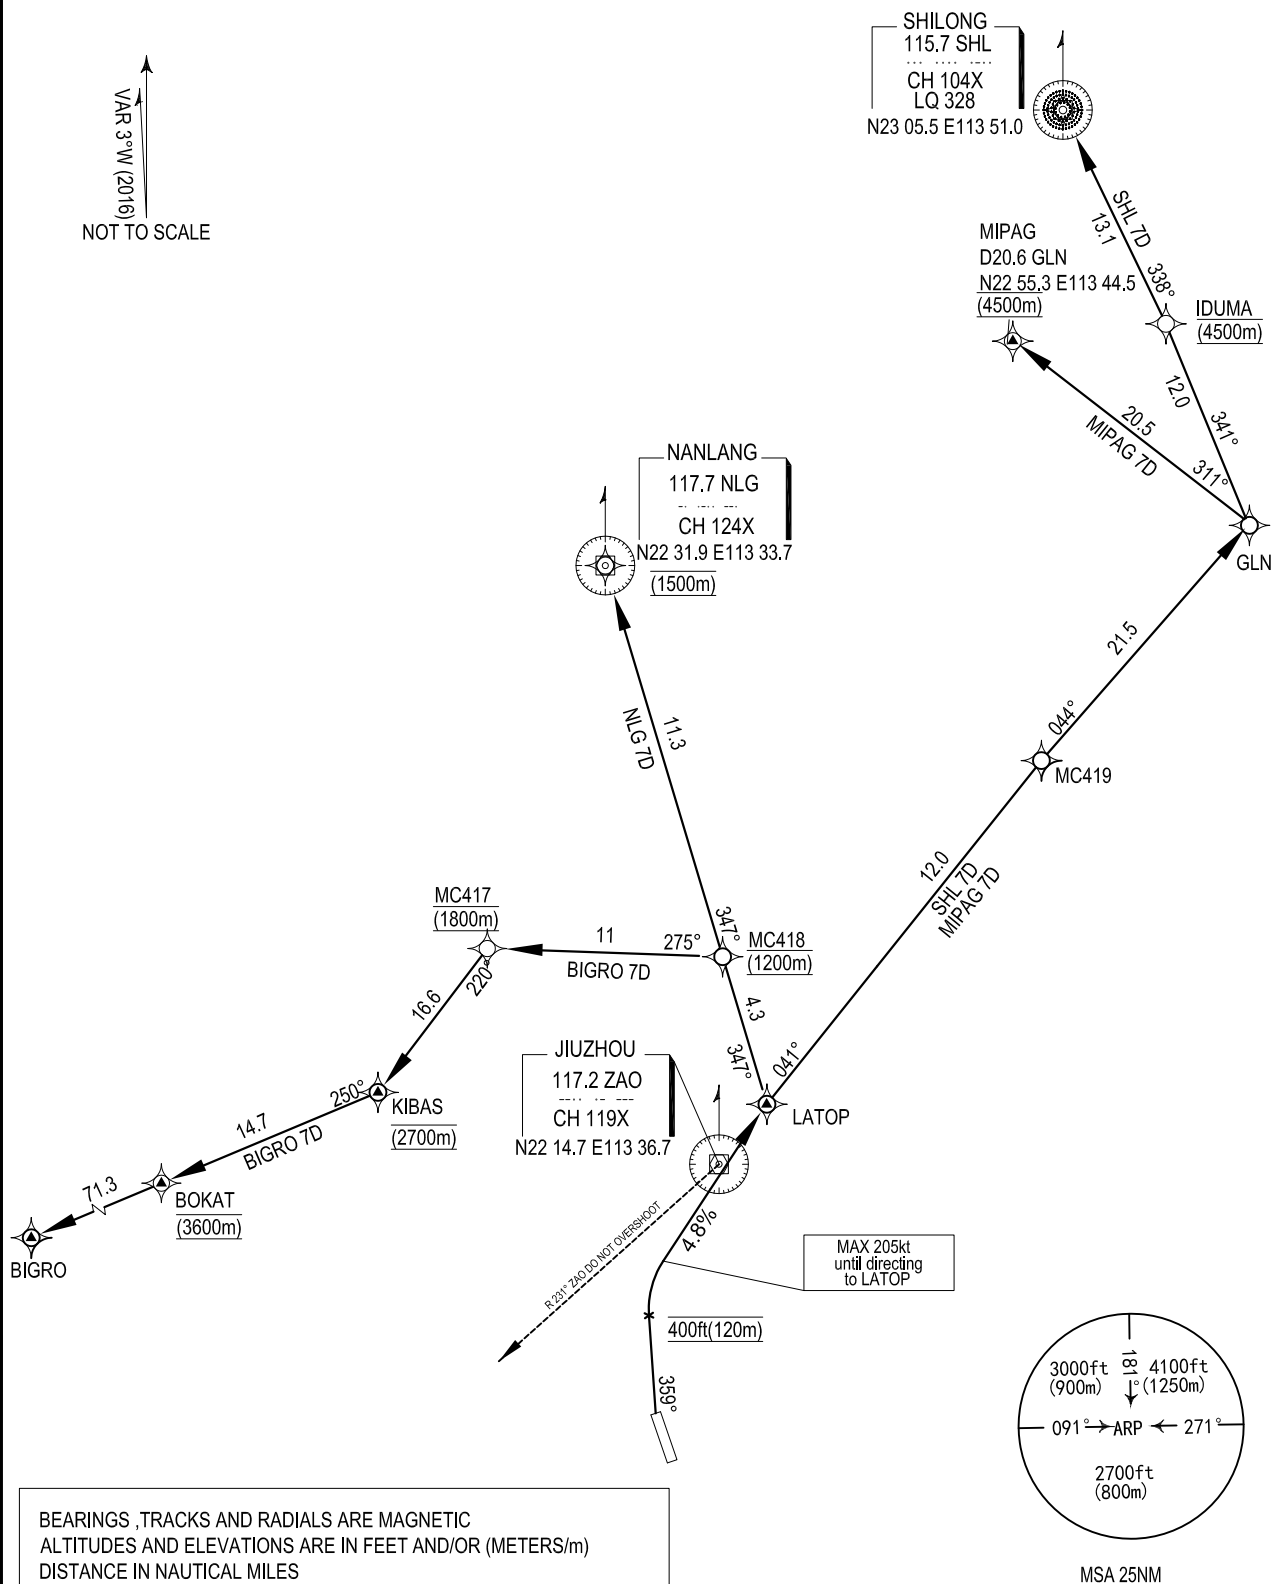 SHILONG
115.7 SHL
CH 104X
LQ 328
N23 05.5 E113 51.0
VAR 3°W (2016)
NOT TO SCALE
SHL 7D
13.1
338°
MIPAG
D20.6 GLN
N22 55.3 E113 44.5
(4500m)
IDUMA
(4500m)
12.0
341°
20.5
MIPAG 7D
311°
GLN
NANLANG
117.7 NLG
CH 124X
N22 31.9 E113 33.7
(1500m)
21.5
044°
MC419
11.3
NLG 7D
12.0
SHL 7D
MIPAG 7D
MC417
(1800m)
11
275°
BIGRO 7D
347°
MC418
(1200m)
220°
16.6
4.3
347°
041°
LATOP
JIUZHOU
117.2 ZAO
CH 119X
N22 14.7 E113 36.7
250°
KIBAS
(2700m)
14.7
BIGRO 7D
71.3
BOKAT
(3600m)
BIGRO
R 231° ZAO DO NOT OVERSHOOT
4.8%
MAX 205kt
until directing
to LATOP
400ft(120m)
359°
3000ft
(900m)
181°
4100ft
(1250m)
091°
ARP
271°
2700ft
(800m)
MSA 25NM
BEARINGS ,TRACKS AND RADIALS ARE MAGNETIC
ALTITUDES AND ELEVATIONS ARE IN FEET AND/OR (METERS/m)
DISTANCE IN NAUTICAL MILES